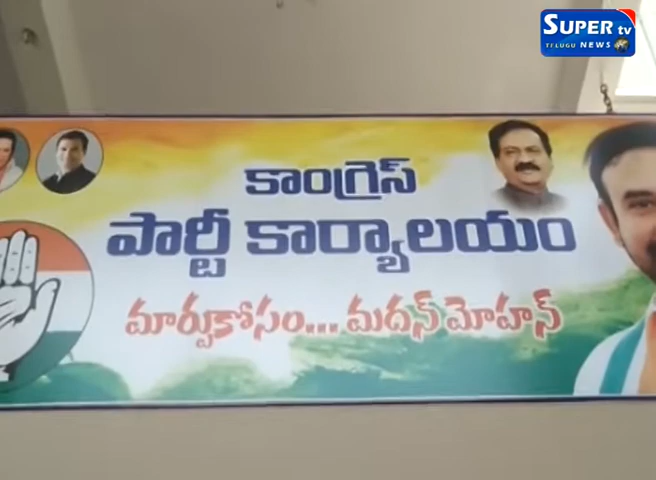 SUPER tv
TELUGU NEWS
కాంగ్రెస్
పార్టీ కార్యాలయం
మార్పుకోసం...మదన్ మోహన్